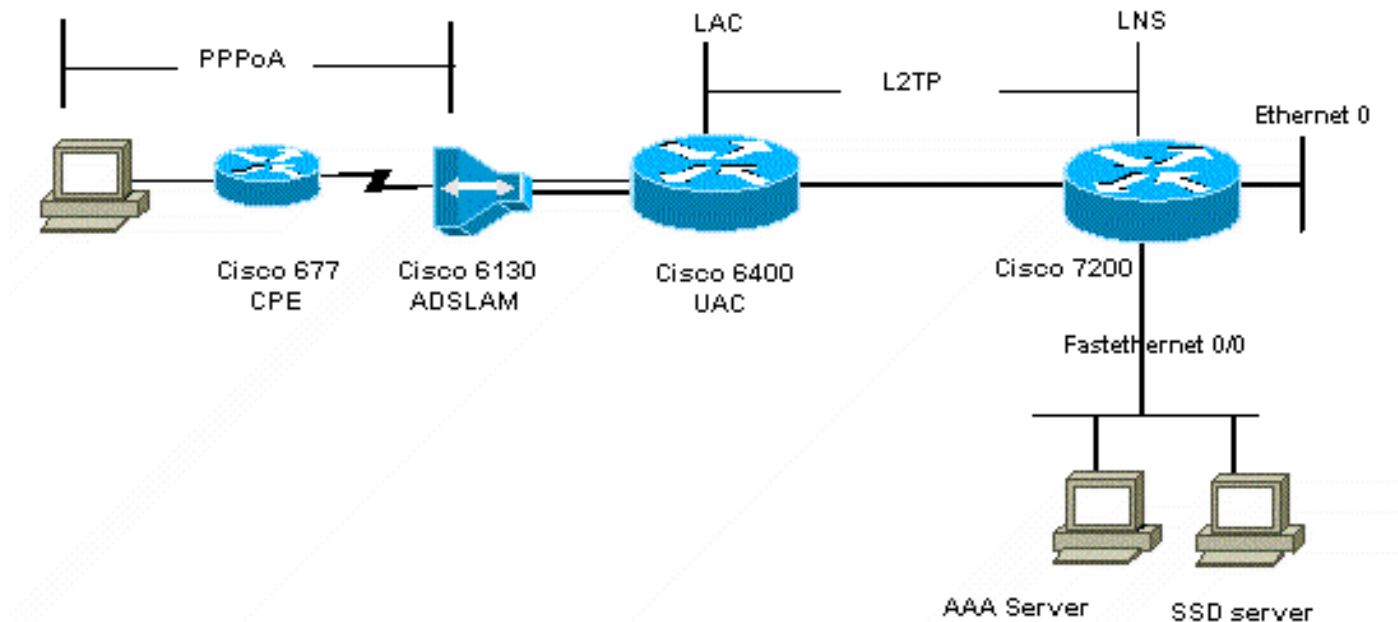 LAC
LNS
PPPoA
L2TP
Ethernet 0
Cisco 677
CPE
Cisco 6130
ADSLAM
Cisco 6400
UAC
Cisco 7200
Fastethernet 0/0
AAA Server
SSD server